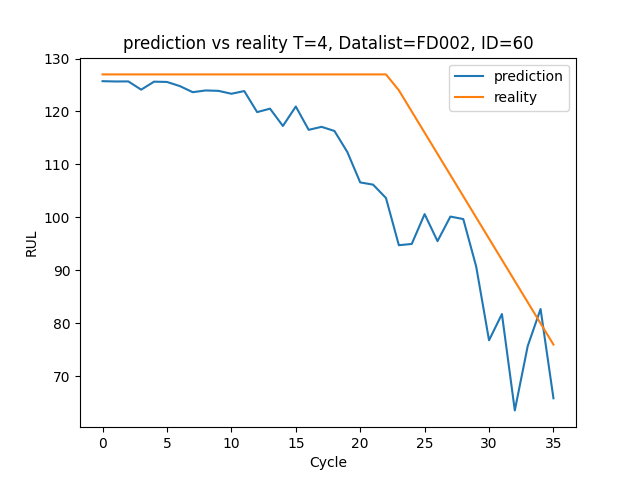 prediction vs reality T=4, Datalist=FD002, ID=60
prediction
reality
130
120
110
100
90
80
70
RUL
0 5 10 15 20 25 30 35
Cycle